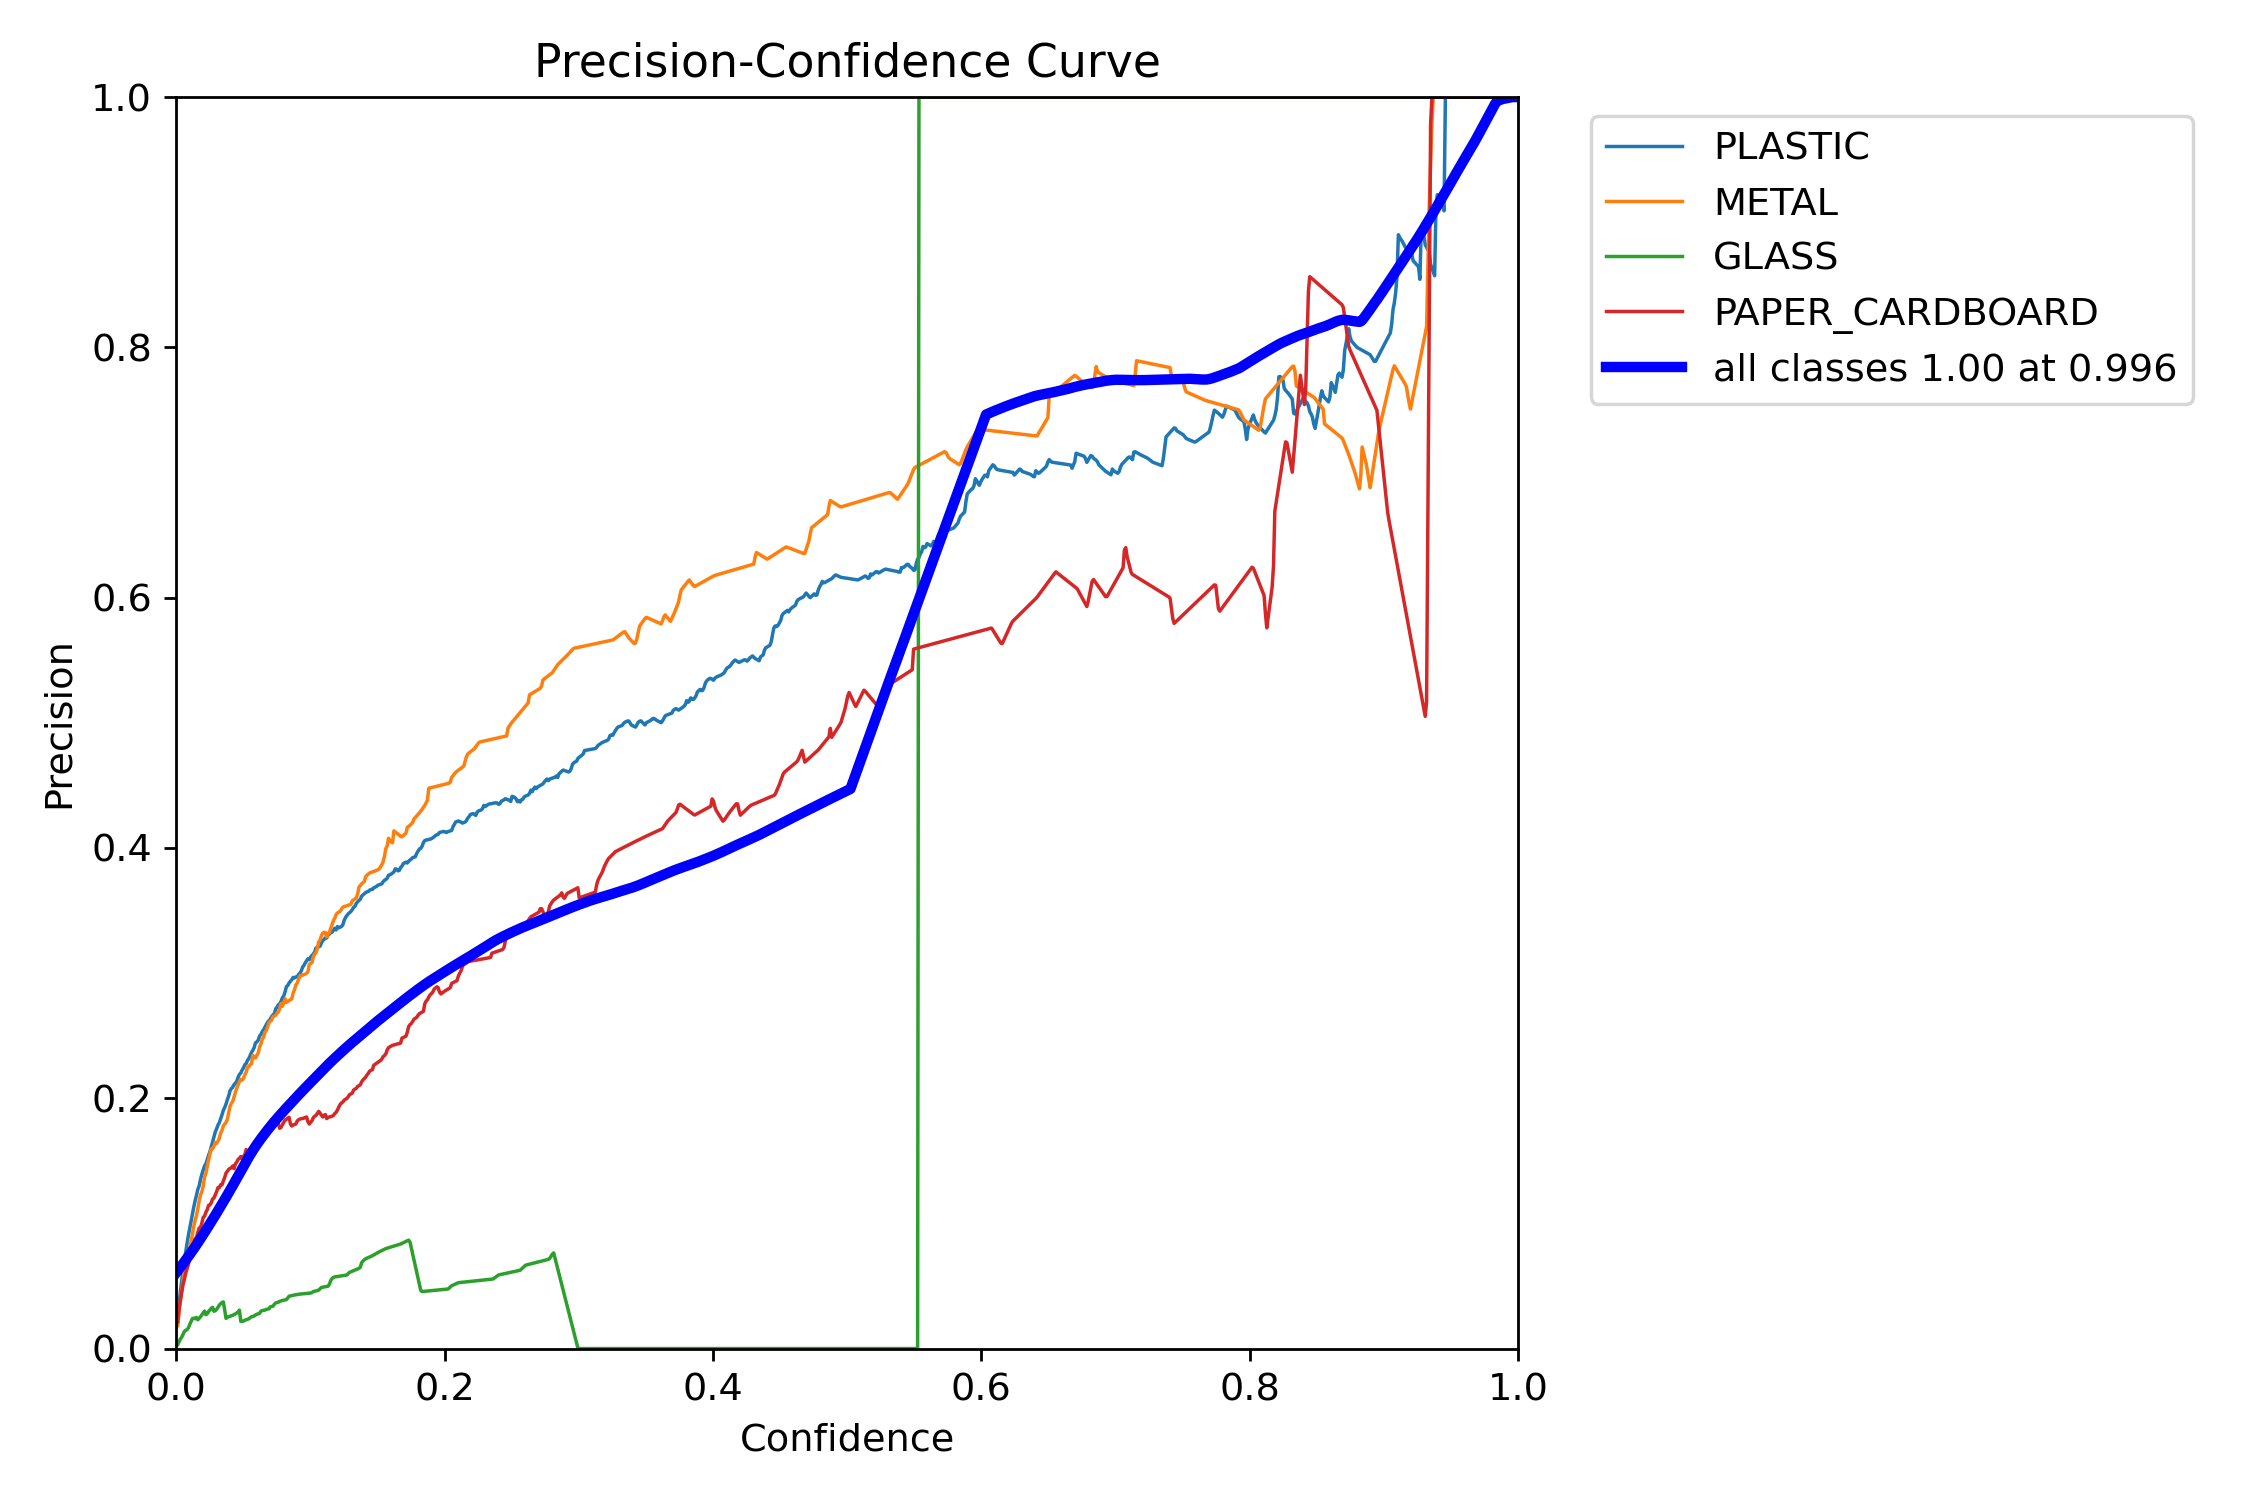 Precision-Confidence Curve
1.0
0.8
0.6
0.4
0.2
0.0
Precision
0.0 0.2 0.4 0.6 0.8 1.0
Confidence
PLASTIC
METAL
GLASS
PAPER_CARDBOARD
all classes 1.00 at 0.996